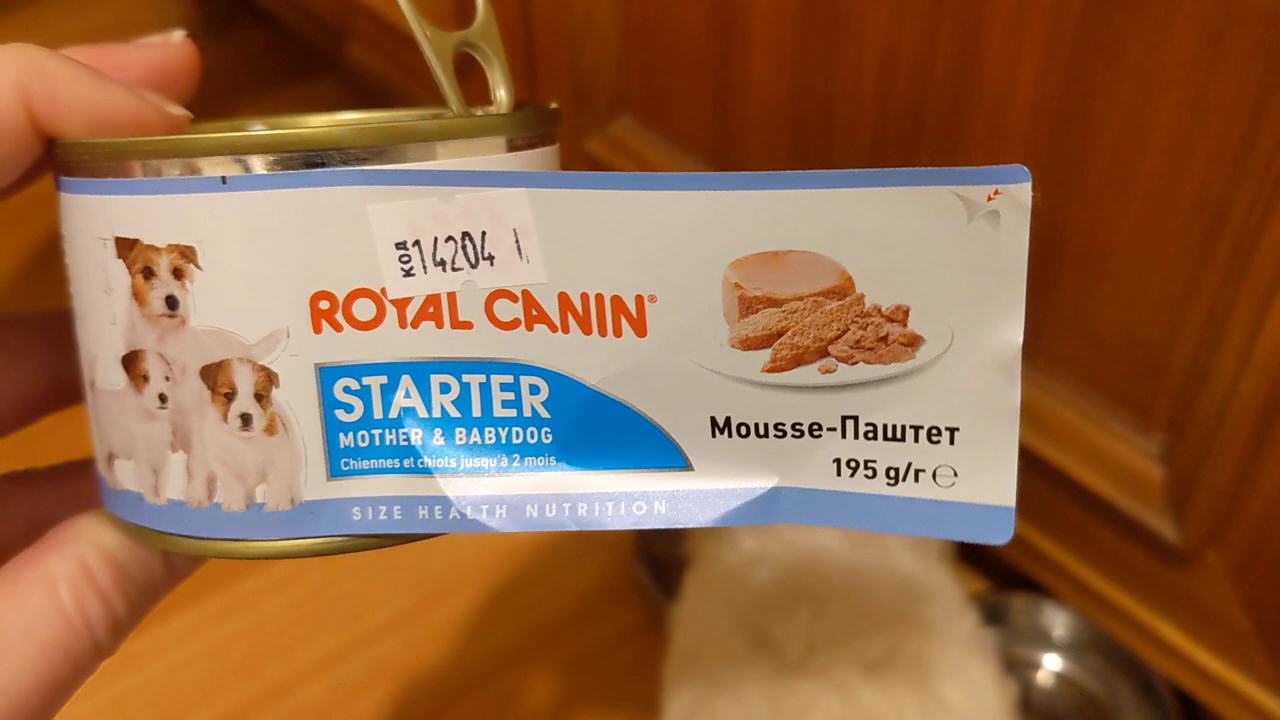 КОД 14204 1.
ROYAL CANIN®
STARTER
MOTHER & BABYDOG
Chiennes et chiots jusqu'à 2 mois
SIZE HEALTH NUTRITION
Mousse-Паштет
195 g/г ℮